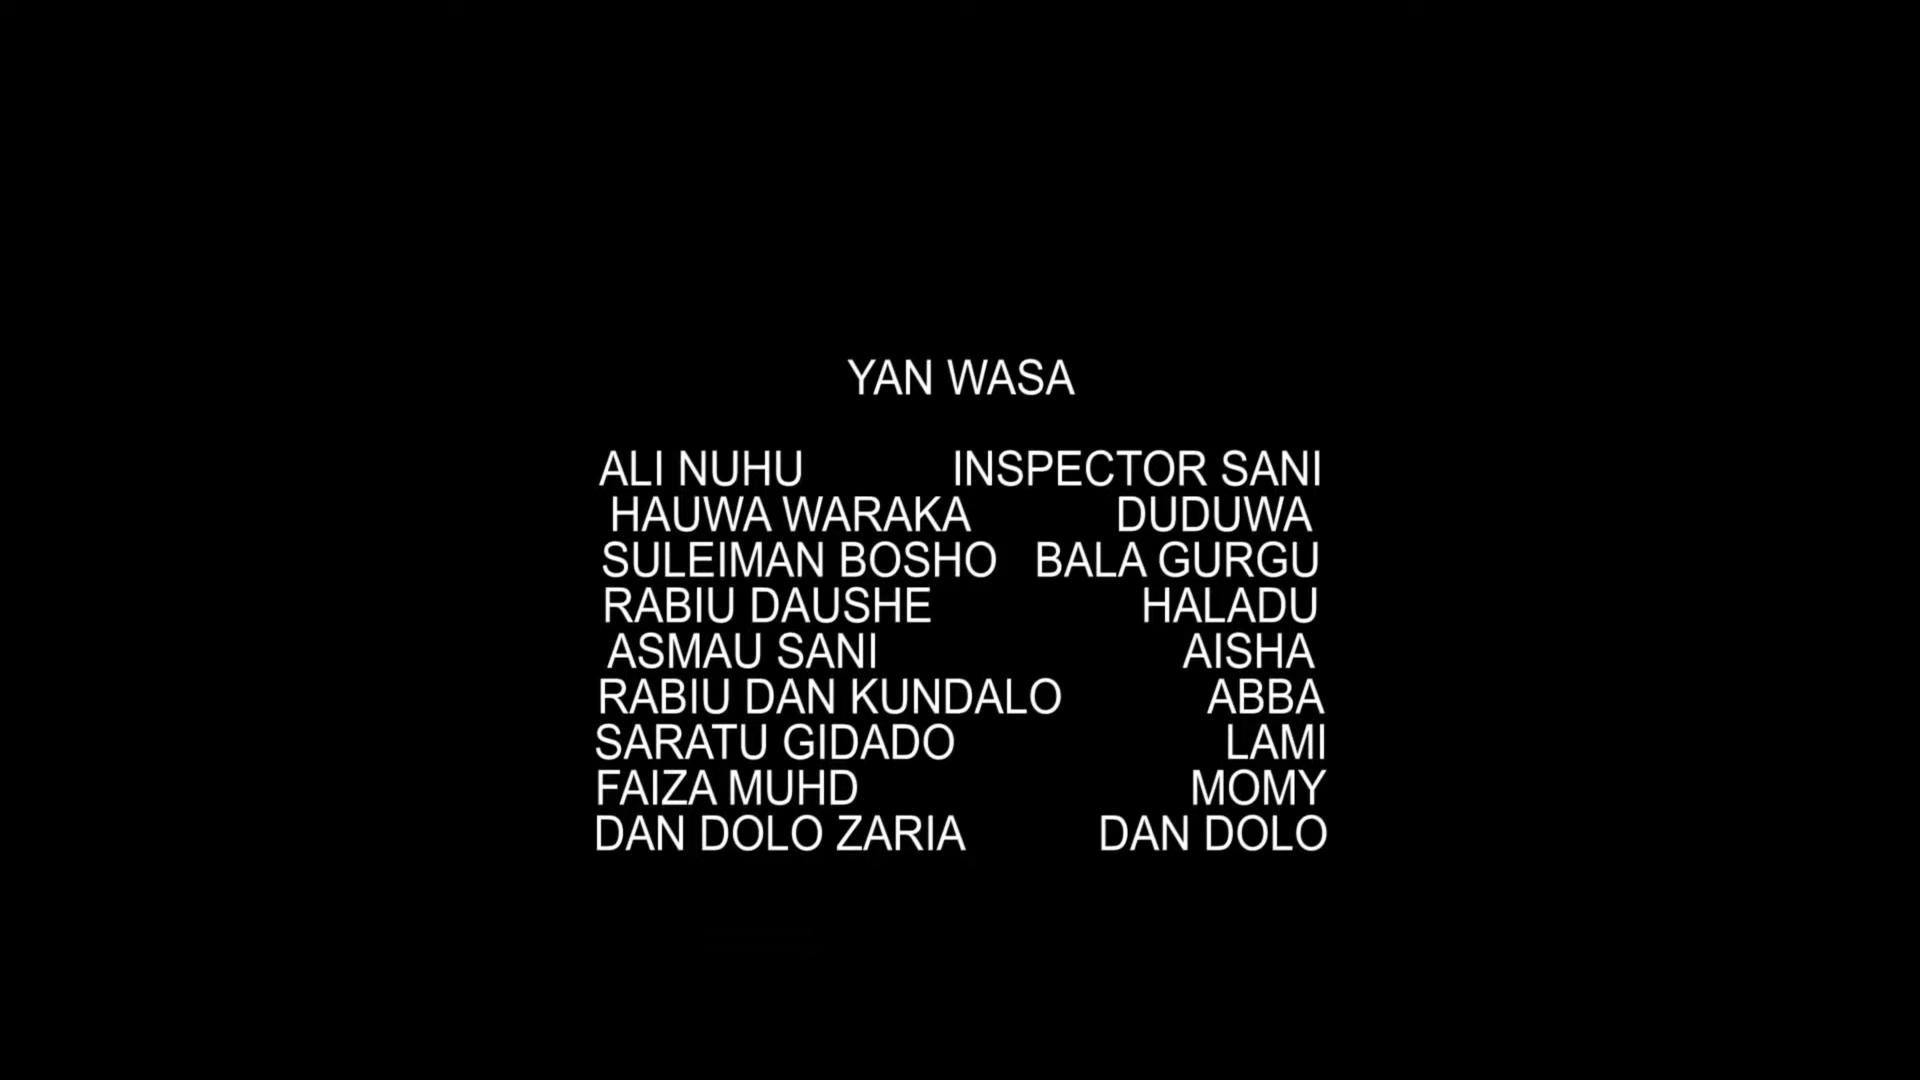 YAN WASA
ALI NUHU INSPECTOR SANI
HAUWA WARAKA DUDUWA
SULEIMAN BOSHO BALA GURGU
RABIU DAUSHE HALADU
ASMAU SANI AISHA
RABIU DAN KUNDALO ABBA
SARATU GIDADO LAMI
FAIZA MUHD MOMY
DAN DOLO ZARIA DAN DOLO